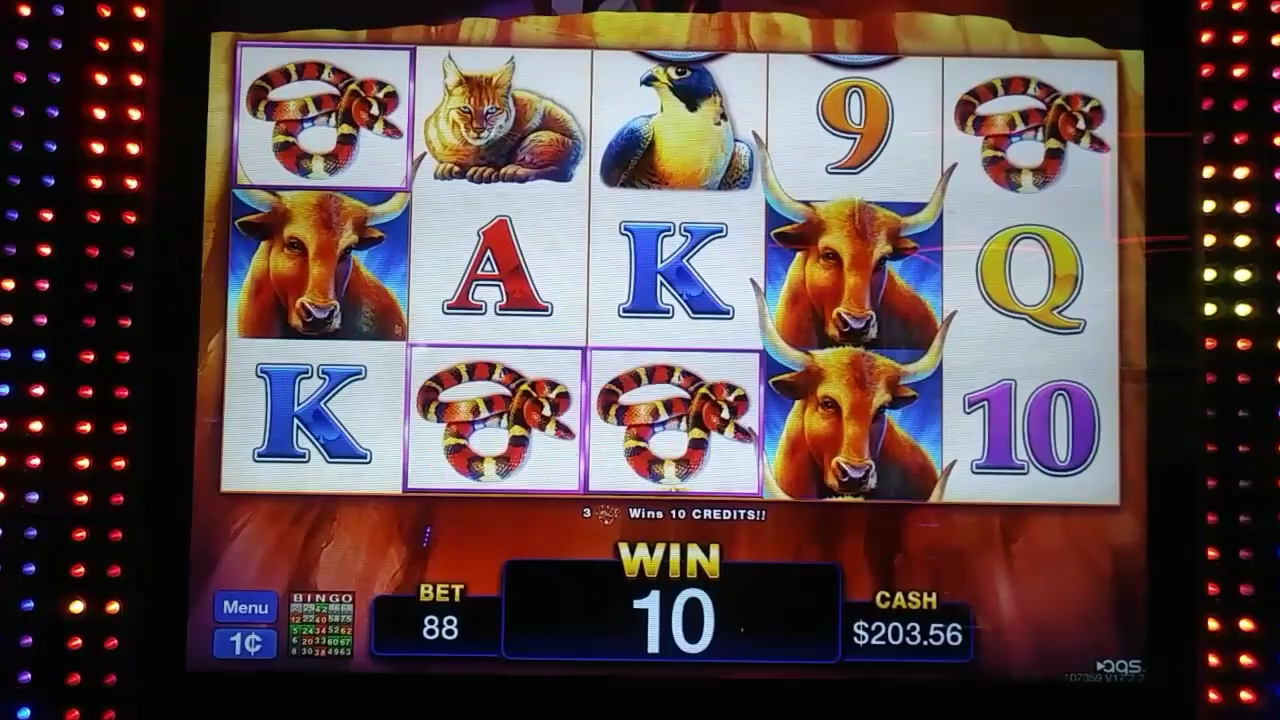 9
A
K
Q
K
10
3 Wins 10 CREDITS!!
WIN
10
BET
88
CASH
$203.56
Menu
1¢
BINGO
ags